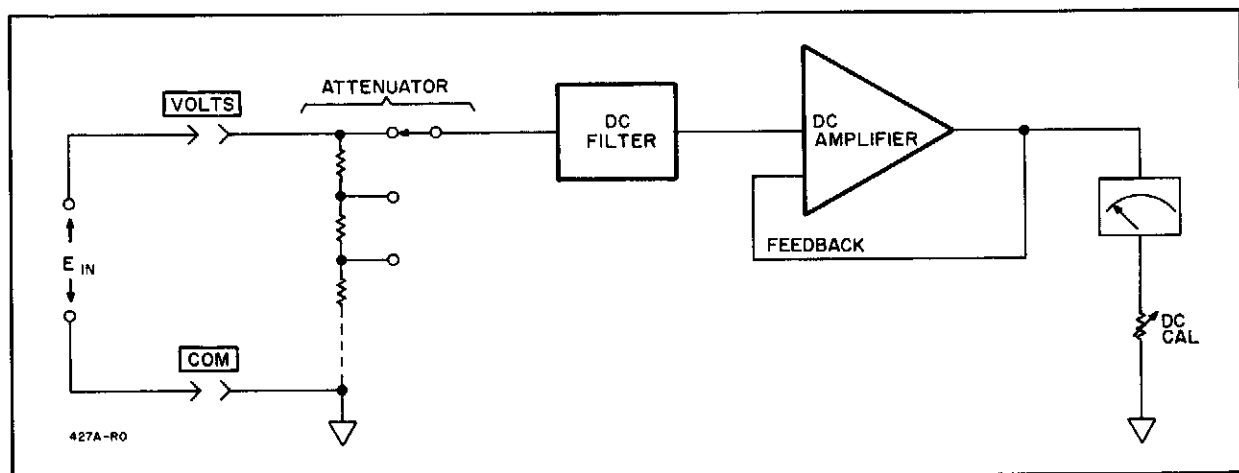 ATTENUATOR
VOLTS
DC
FILTER
DC
AMPLIFIER
FEEDBACK
E IN
COM
DC
CAL
427A-RO